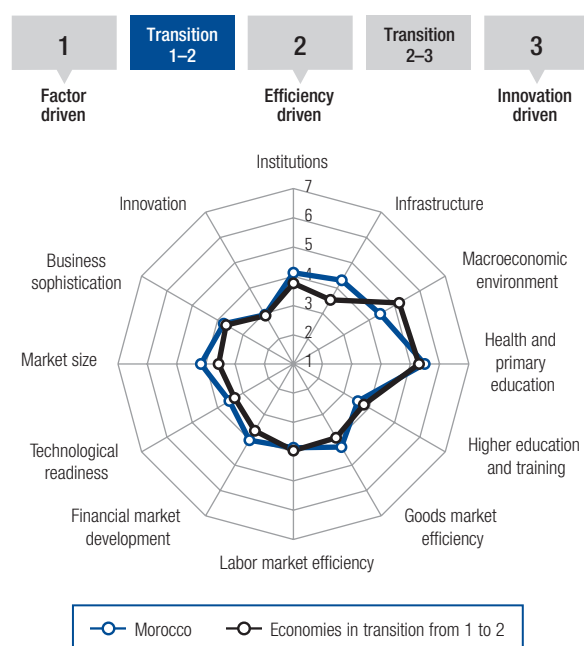 1
Transition
1–2
2
Transition
2–3
3
Factor
driven
Efficiency
driven
Innovation
driven
Institutions
7
Innovation
Infrastructure
6
5
Business
sophistication
Macroeconomic
environment
4
3
2
Market size
1
Health and
primary
education
Technological
readiness
Higher education
and training
Financial market
development
Goods market
efficiency
Labor market efficiency
Morocco
Economies in transition from 1 to 2